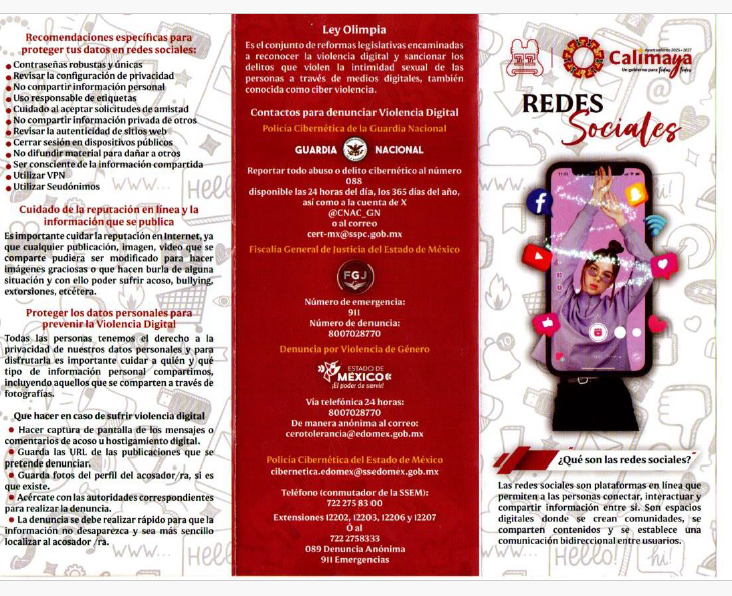 Recomendaciones específicas para
proteger tus datos en redes sociales:
Contraseñas robustas y únicas
Revisar la configuración de privacidad
No compartir información personal
Uso responsable de etiquetas
Cuidado al aceptar solicitudes de amistad
No compartir información privada de otros
Revisar la autenticidad de sitios web
Cerrar sesión en dispositivos públicos
No difundir material para dañar a otros
Ser consciente de la información compartida
Utilizar VPN
Utilizar Seudónimos
Cuidado de la reputación en línea y la
información que se publica
Es importante cuidar la reputación en Internet, ya
que cualquier publicación, imagen, video que se
comparte pudiera ser modificado para hacer
imágenes graciosas o que hacen burla de alguna
situación y con ello poder sufrir acoso, bullying,
extorsiones, etcétera.
Proteger los datos personales para
prevenir la Violencia Digital
Todas las personas tenemos el derecho a la
privacidad de nuestros datos personales y para
disfrutarla es importante cuidar a quién y qué
tipo de información personal compartimos,
incluyendo aquellos que se comparten a través de
fotografías.
Que hacer en caso de sufrir violencia digital
Hacer captura de pantalla de los mensajes o
comentarios de acoso u hostigamiento digital.
Guarda las URL de las publicaciones que se
pretende denunciar.
Guarda fotos del perfil del acosador/ra, si es
que existe.
Acércate con las autoridades correspondientes
para realizar la denuncia.
La denuncia se debe realizar rápido para que la
información no desaparezca y sea más sencillo
localizar al acosador /ra.
Ley Olimpia
Es el conjunto de reformas legislativas encaminadas
a reconocer la violencia digital y sancionar los
delitos que violen la intimidad sexual de las
personas a través de medios digitales, también
conocida como ciber violencia.
Contactos para denunciar Violencia Digital
Policía Cibernética de la Guardia Nacional
GUARDIA NACIONAL
Reportar todo abuso o delito cibernético al número
088
disponible las 24 horas del día, los 365 días del año,
así como a la cuenta de X
@CNAC_GN
o al correo
cert-mx@sspc.gob.mx
Fiscalía General de Justicia del Estado de México
FGJ
Número de emergencia:
911
Número de denuncia:
8007028770
Denuncia por Violencia de Género
ESTADO DE
MÉXICO
¡El poder de servir!
Vía telefónica 24 horas:
8007028770
De manera anónima al correo:
cerotolerancia@edomex.gob.mx
Policía Cibernética del Estado de México
cibernetica.edomex@ssedomex.gob.mx
Teléfono (conmutador de la SSEM):
722 275 83 00
Extensiones 12202, 12203, 12206 y 12207
Ó al
722 2758333
089 Denuncia Anónima
911 Emergencias
Ayuntamiento 2025-2027
Calimaya
Un gobierno para Todas y Todos
REDES
Sociales
¿Qué son las redes sociales?
Las redes sociales son plataformas en línea que
permiten a las personas conectar, interactuar y
compartir información entre sí. Son espacios
digitales donde se crean comunidades, se
comparten contenidos y se establece una
comunicación bidireccional entre usuarios.
www...
Hello!
hi!